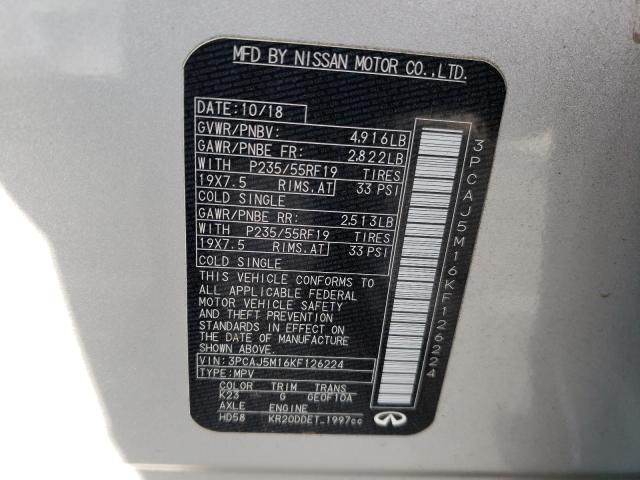 MFD BY NISSAN MOTOR CO.,LTD.
DATE:10/18
GVWR/PNBV: 4,916LB
GAWR/PNBE FR: 2,822LB
WITH P235/55RF19 TIRES
19X7.5 RIMS.AT 33 PSI
COLD SINGLE
GAWR/PNBE RR: 2,513LB
WITH P235/55RF19 TIRES
19X7.5 RIMS.AT 33 PSI
COLD SINGLE
THIS VEHICLE CONFORMS TO
ALL APPLICABLE FEDERAL
MOTOR VEHICLE SAFETY
AND THEFT PREVENTION
STANDARDS IN EFFECT ON
THE DATE OF MANUFACTURE
SHOWN ABOVE.
VIN:3PCAJ5M16KF126224
TYPE:MPV
COLOR TRIM TRANS
K23 G GE0F10A
AXLE ENGINE
HD58 KR20DDET-1997cc
3PCAJ5M16KF126224